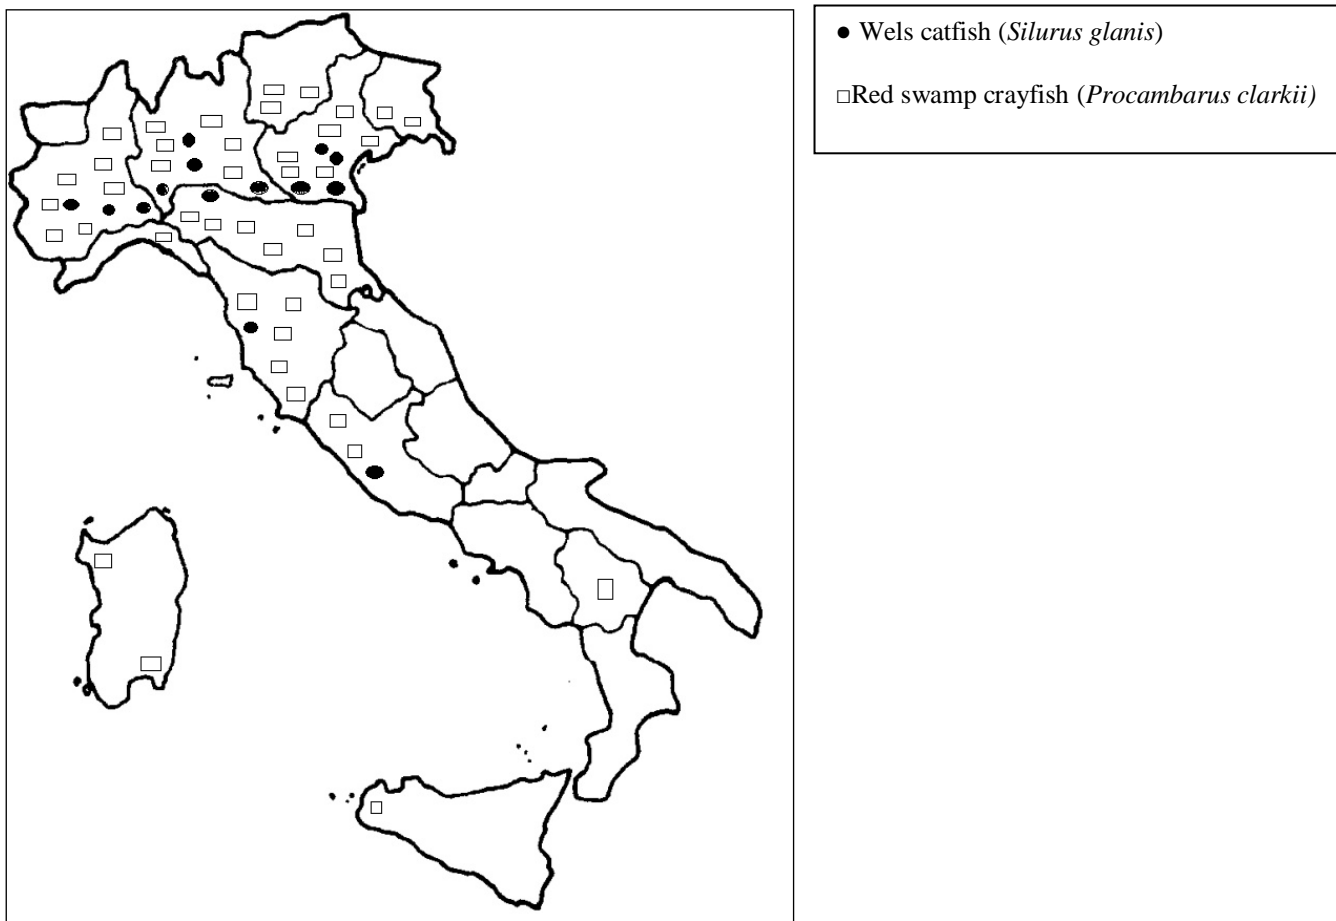 ● Wels catfish (Silurus glanis)
□Red swamp crayfish (Procambarus clarkii)